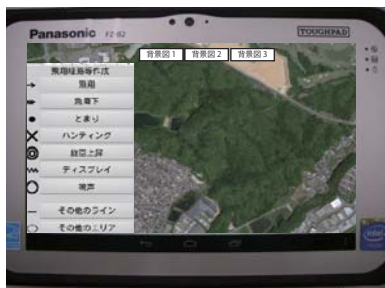 Panasonic FZ-G2
TOUGHPAD
背景図1 背景図2 背景図3
飛翔経路等作成
飛翔
急降下
とまり
ハンティング
旋回上昇
ディスプレイ
鳴声
その他のライン
その他のエリア
intel